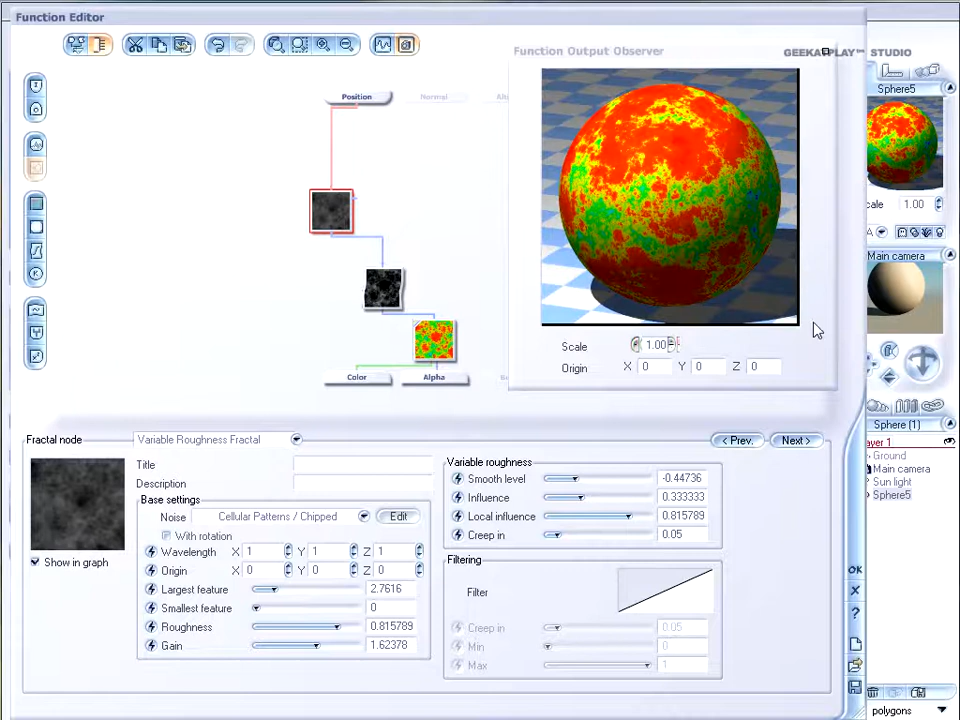 Function Editor
Function Output Observer
GEEKATPLAY STUDIO
Sphere5
Position
Normal
cale 1.00
A
Main camera
Scale 1.00
Color
Alpha
Origin X 0 Y 0 Z 0
Sphere (1)
Fractal node
Variable Roughness Fractal
< Prev.
Next >
ayer 1
Ground
Main camera
Sun light
Sphere5
Title
Description
Variable roughness
Smooth level -0.44736
Influence 0.333333
Local influence 0.815789
Creep in 0.05
Base settings
Noise Cellular Patterns / Chipped Edit
With rotation
Wavelength X 1 Y 1 Z 1
Origin X 0 Y 0 Z 0
Show in graph
Filtering
Filter
OK
Largest feature 2.7616
Smallest feature 0
Roughness 0.815789
Gain 1.62378
Creep in 0.05
Min 0
Max 1
polygons